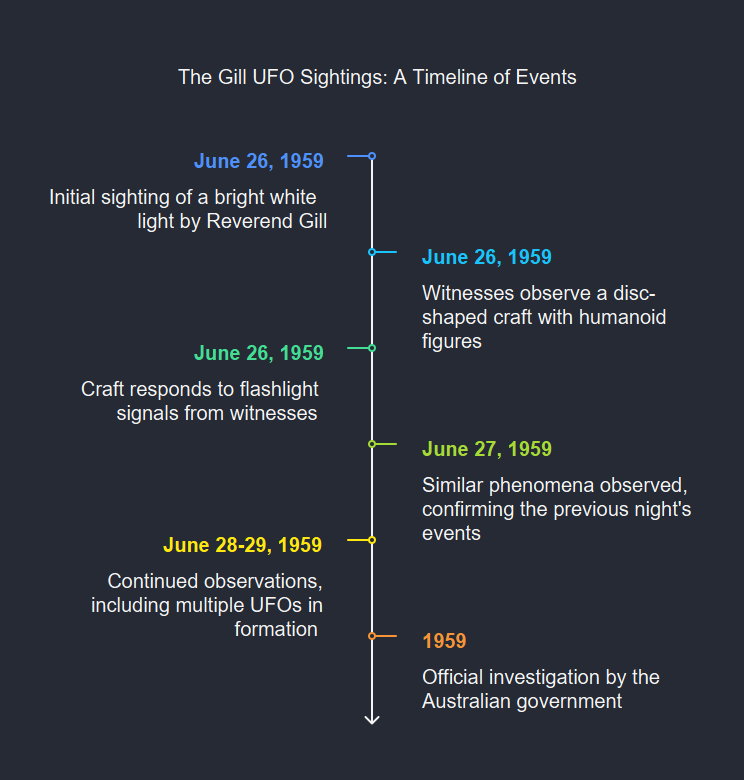 The Gill UFO Sightings: A Timeline of Events
June 26, 1959
Initial sighting of a bright white
light by Reverend Gill
June 26, 1959
Witnesses observe a disc-
shaped craft with humanoid
figures
June 26, 1959
Craft responds to flashlight
signals from witnesses
June 27, 1959
Similar phenomena observed,
confirming the previous night's
events
June 28-29, 1959
Continued observations,
including multiple UFOs in
formation
1959
Official investigation by the
Australian government